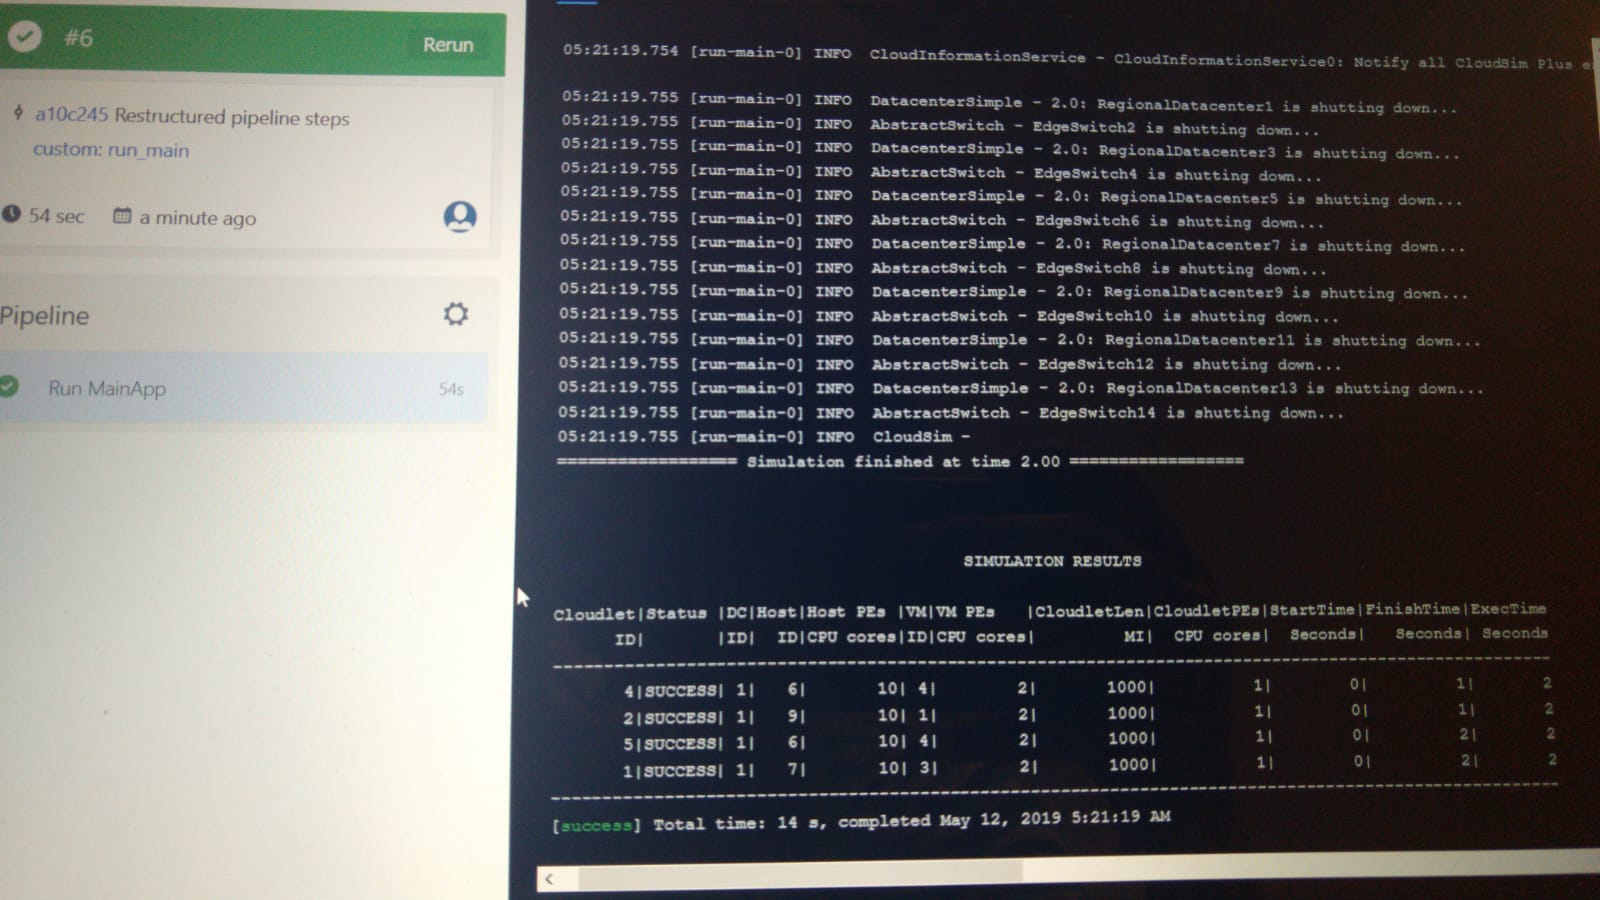 #6
Rerun
a10c245 Restructured pipeline steps
custom: run_main
54 sec a minute ago
Pipeline
Run MainApp 54s
05:21:19.754 [run-main-0] INFO CloudInformationService - CloudInformationService0: Notify all CloudSim Plus
05:21:19.755 [run-main-0] INFO DatacenterSimple - 2.0: RegionalDatacenter1 is shutting down...
05:21:19.755 [run-main-0] INFO AbstractSwitch - EdgeSwitch2 is shutting down...
05:21:19.755 [run-main-0] INFO DatacenterSimple - 2.0: RegionalDatacenter3 is shutting down...
05:21:19.755 [run-main-0] INFO AbstractSwitch - EdgeSwitch4 is shutting down...
05:21:19.755 [run-main-0] INFO DatacenterSimple - 2.0: RegionalDatacenter5 is shutting down...
05:21:19.755 [run-main-0] INFO AbstractSwitch - EdgeSwitch6 is shutting down...
05:21:19.755 [run-main-0] INFO DatacenterSimple - 2.0: RegionalDatacenter7 is shutting down...
05:21:19.755 [run-main-0] INFO AbstractSwitch - EdgeSwitch8 is shutting down...
05:21:19.755 [run-main-0] INFO DatacenterSimple - 2.0: RegionalDatacenter9 is shutting down...
05:21:19.755 [run-main-0] INFO AbstractSwitch - EdgeSwitch10 is shutting down...
05:21:19.755 [run-main-0] INFO DatacenterSimple - 2.0: RegionalDatacenter11 is shutting down...
05:21:19.755 [run-main-0] INFO AbstractSwitch - EdgeSwitch12 is shutting down...
05:21:19.755 [run-main-0] INFO DatacenterSimple - 2.0: RegionalDatacenter13 is shutting down...
05:21:19.755 [run-main-0] INFO AbstractSwitch - EdgeSwitch14 is shutting down...
05:21:19.755 [run-main-0] INFO CloudSim -
================== Simulation finished at time 2.00 ==================
SIMULATION RESULTS
Cloudlet|Status |DC|Host|Host PEs |VM|VM PEs |CloudletLen|CloudletPEs|StartTime|FinishTime|ExecTime
ID| |ID| ID|CPU cores|ID|CPU cores| MI| CPU cores| Seconds| Seconds| Seconds
4|SUCCESS| 1| 6| 10| 4| 2| 1000| 1| 0| 1| 2
2|SUCCESS| 1| 9| 10| 1| 2| 1000| 1| 0| 1| 2
5|SUCCESS| 1| 6| 10| 4| 2| 1000| 1| 0| 2| 2
1|SUCCESS| 1| 7| 10| 3| 2| 1000| 1| 0| 2| 2
[success] Total time: 14 s, completed May 12, 2019 5:21:19 AM